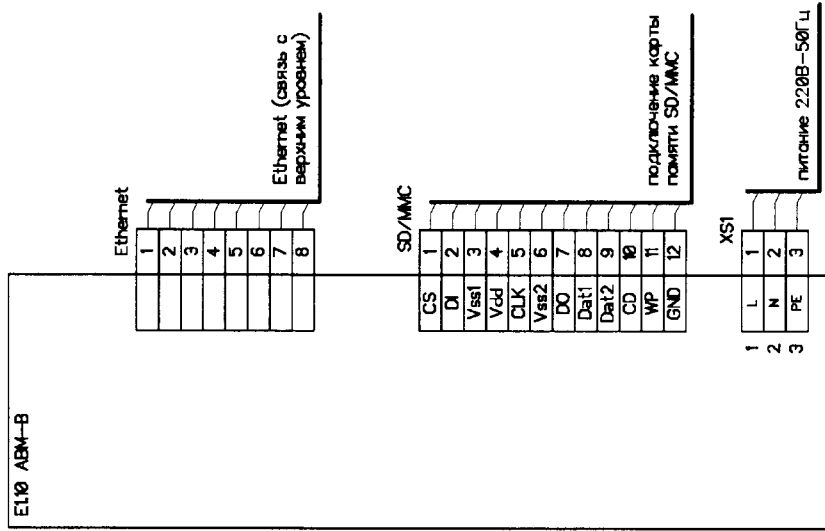 E1.10 АВМ-В
Ethernet
1
2
3
4
5
6
7
8
Ethernet (связь с
верхним уровнем)
SD/MMC
CS 1
DI 2
Vss1 3
Vdd 4
CLK 5
Vss2 6
DO 7
Dat1 8
Dat2 9
CD 10
WP 11
GND 12
подключение карты
памяти SD/MMC
XS1
1 L 1
2 N 2
3 PE 3
питание 220В-50Гц